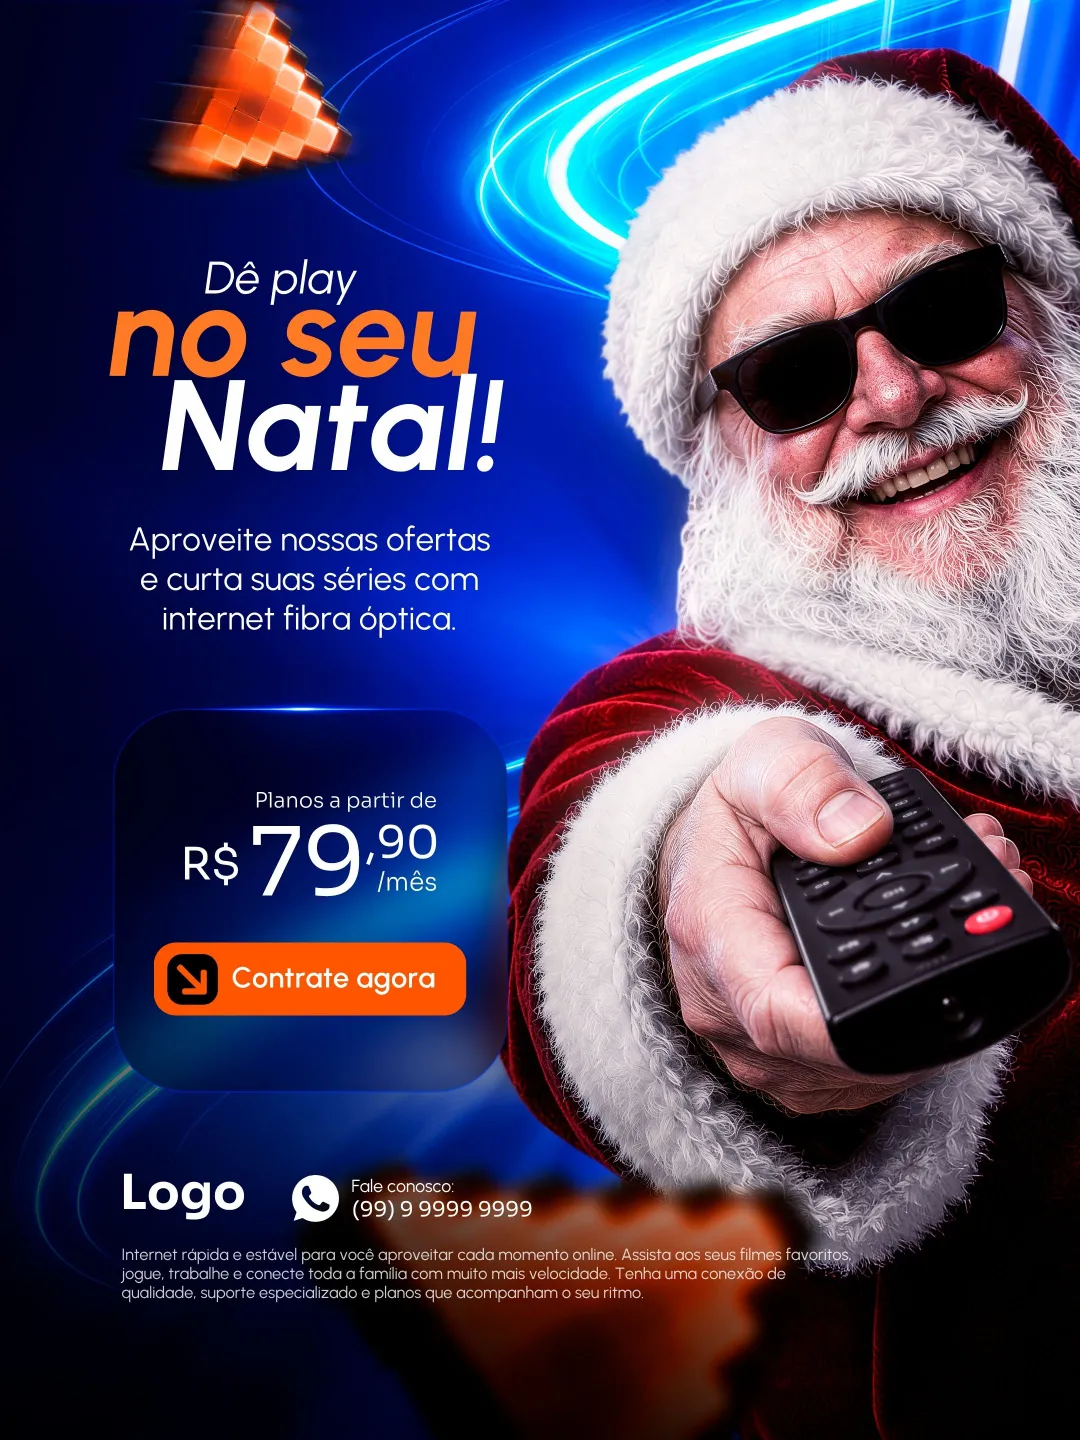 Dê play
no seu
Natal!
Aproveite nossas ofertas
e curta suas séries com
internet fibra óptica.
Planos a partir de
R$ 79,90
/mês
Contrate agora
Logo
Fale conosco:
(99) 9 9999 9999
Internet rápida e estável para você aproveitar cada momento online. Assista aos seus filmes favoritos,
jogue, trabalhe e conecte toda a família com muito mais velocidade. Tenha uma conexão de
qualidade, suporte especializado e planos que acompanham o seu ritmo.